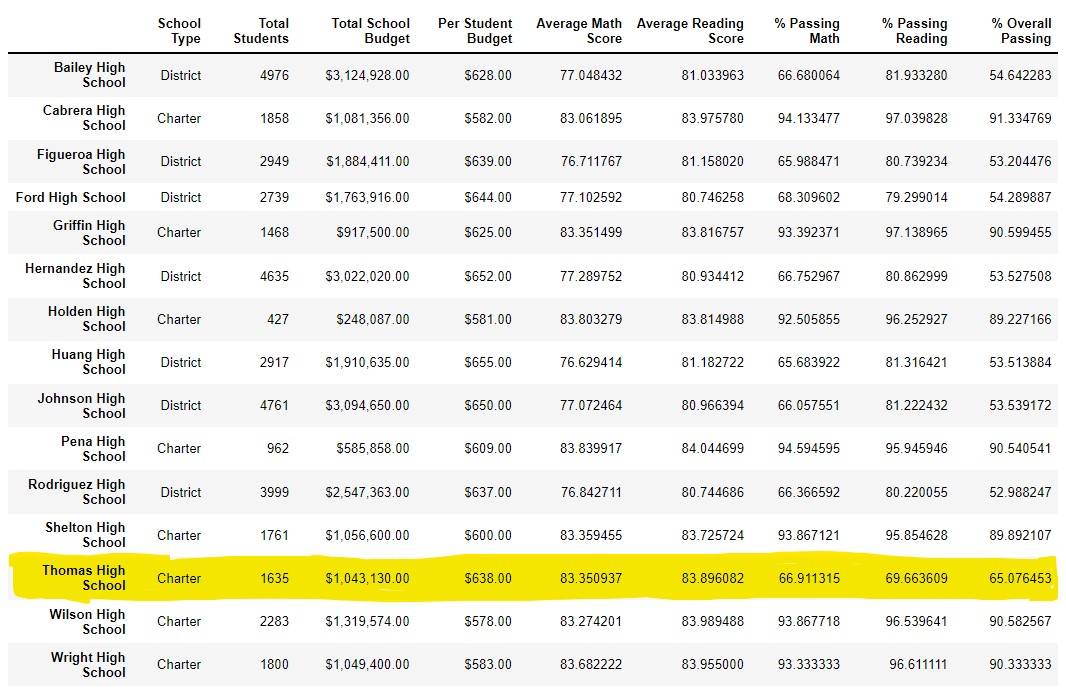 School Type Total Students Total School Budget Per Student Budget Average Math Score Average Reading Score % Passing Math % Passing Reading % Overall Passing
Bailey High School District 4976 $3,124,928.00 $628.00 77.048432 81.033963 66.680064 81.933280 54.642283
Cabrera High School Charter 1858 $1,081,356.00 $582.00 83.061895 83.975780 94.133477 97.039828 91.334769
Figueroa High School District 2949 $1,884,411.00 $639.00 76.711767 81.158020 65.988471 80.739234 53.204476
Ford High School District 2739 $1,763,916.00 $644.00 77.102592 80.746258 68.309602 79.299014 54.289887
Griffin High School Charter 1468 $917,500.00 $625.00 83.351499 83.816757 93.392371 97.138965 90.599455
Hernandez High School District 4635 $3,022,020.00 $652.00 77.289752 80.934412 66.752967 80.862999 53.527508
Holden High School Charter 427 $248,087.00 $581.00 83.803279 83.814988 92.505855 96.252927 89.227166
Huang High School District 2917 $1,910,635.00 $655.00 76.629414 81.182722 65.683922 81.316421 53.513884
Johnson High School District 4761 $3,094,650.00 $650.00 77.072464 80.966394 66.057551 81.222432 53.539172
Pena High School Charter 962 $585,858.00 $609.00 83.839917 84.044699 94.594595 95.945946 90.540541
Rodriguez High School District 3999 $2,547,363.00 $637.00 76.842711 80.744686 66.366592 80.220055 52.988247
Shelton High School Charter 1761 $1,056,600.00 $600.00 83.359455 83.725724 93.867121 95.854628 89.892107
Thomas High School Charter 1635 $1,043,130.00 $638.00 83.350937 83.896082 66.911315 69.663609 65.076453
Wilson High School Charter 2283 $1,319,574.00 $578.00 83.274201 83.989488 93.867718 96.539641 90.582567
Wright High School Charter 1800 $1,049,400.00 $583.00 83.682222 83.955000 93.333333 96.611111 90.333333